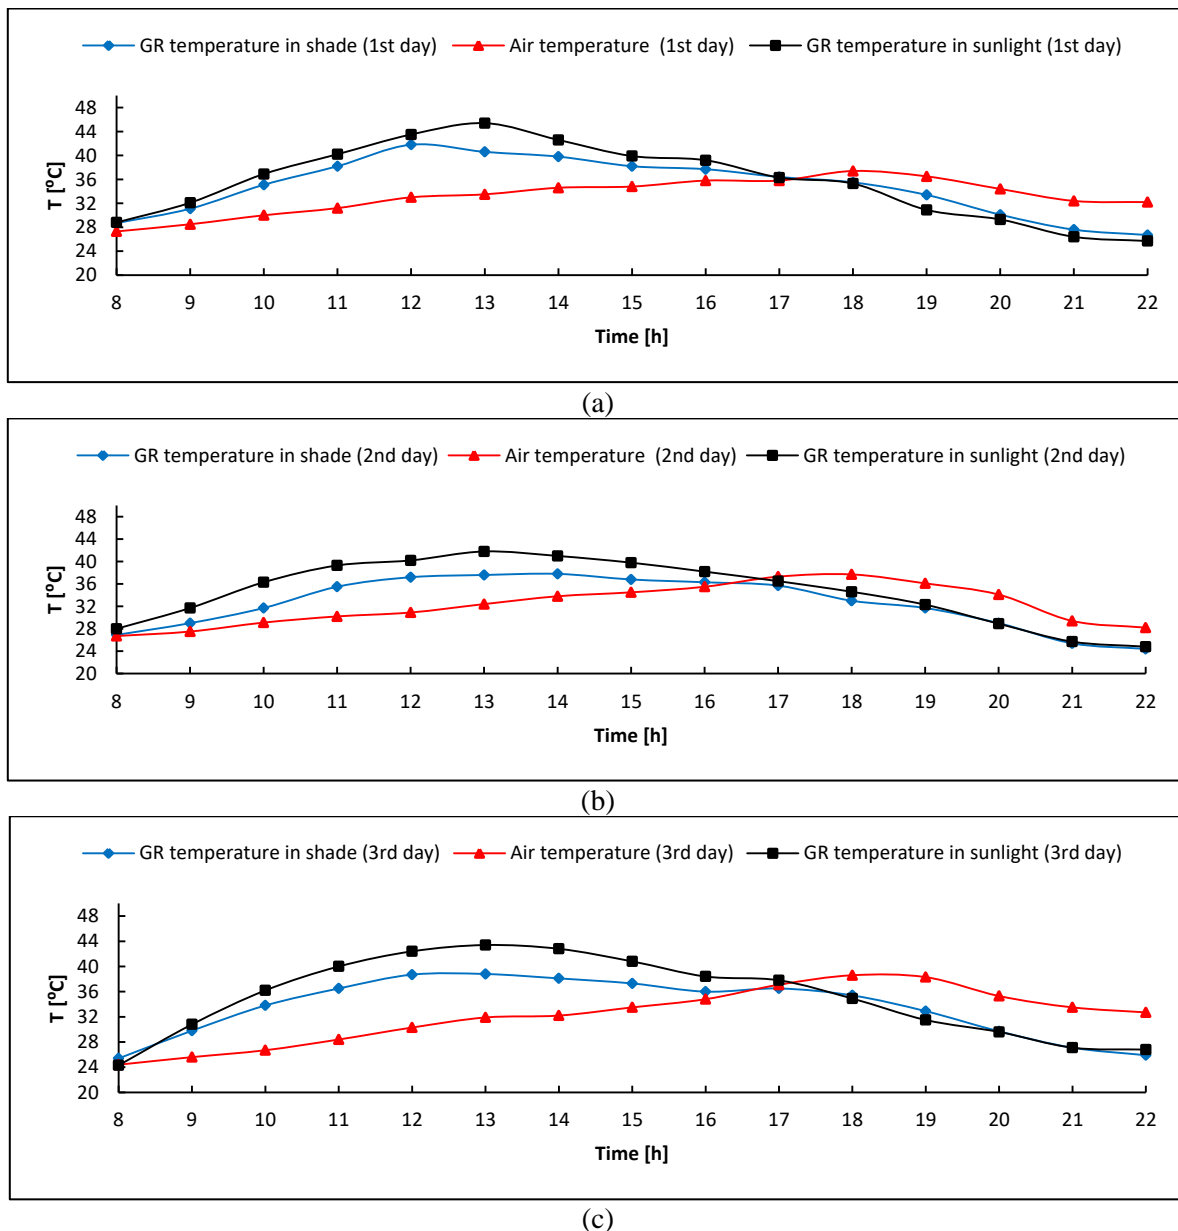 GR temperature in shade (1st day) Air temperature (1st day) GR temperature in sunlight (1st day)
48
44
40
36
32
28
24
20
T [°C]
8 9 10 11 12 13 14 15 16 17 18 19 20 21 22
Time [h]
(a)
GR temperature in shade (2nd day) Air temperature (2nd day) GR temperature in sunlight (2nd day)
48
44
40
36
32
28
24
20
T [°C]
8 9 10 11 12 13 14 15 16 17 18 19 20 21 22
Time [h]
(b)
GR temperature in shade (3rd day) Air temperature (3rd day) GR temperature in sunlight (3rd day)
48
44
40
36
32
28
24
20
T [°C]
8 9 10 11 12 13 14 15 16 17 18 19 20 21 22
Time [h]
(c)